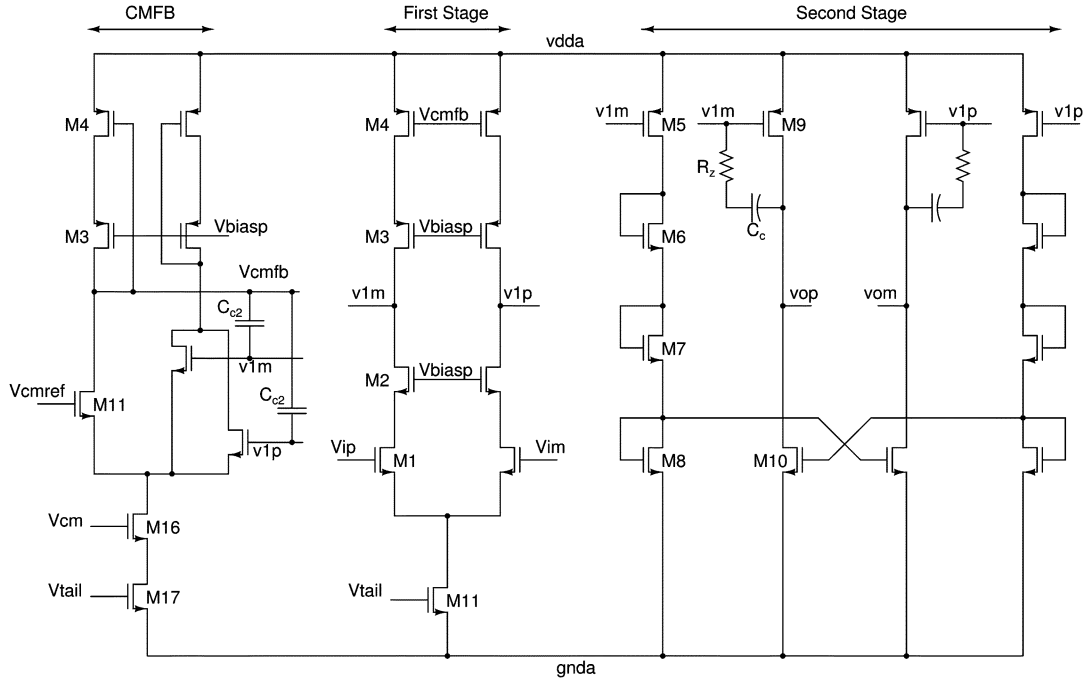 CMFB
First Stage
Second Stage
vdda
M4
M4
Vcmfb
v1m
M5
v1m
M9
v1p
v1p
Rz
Cc
M3
Vbiasp
M3
Vbiasp
M6
Vcmfb
Cc2
v1m
v1p
vop
vom
v1m
M2
Vbiasp
M7
Vcmref
M11
Cc2
v1p
Vip
M1
Vim
M8
M10
Vcm
M16
Vtail
M17
Vtail
M11
gnda